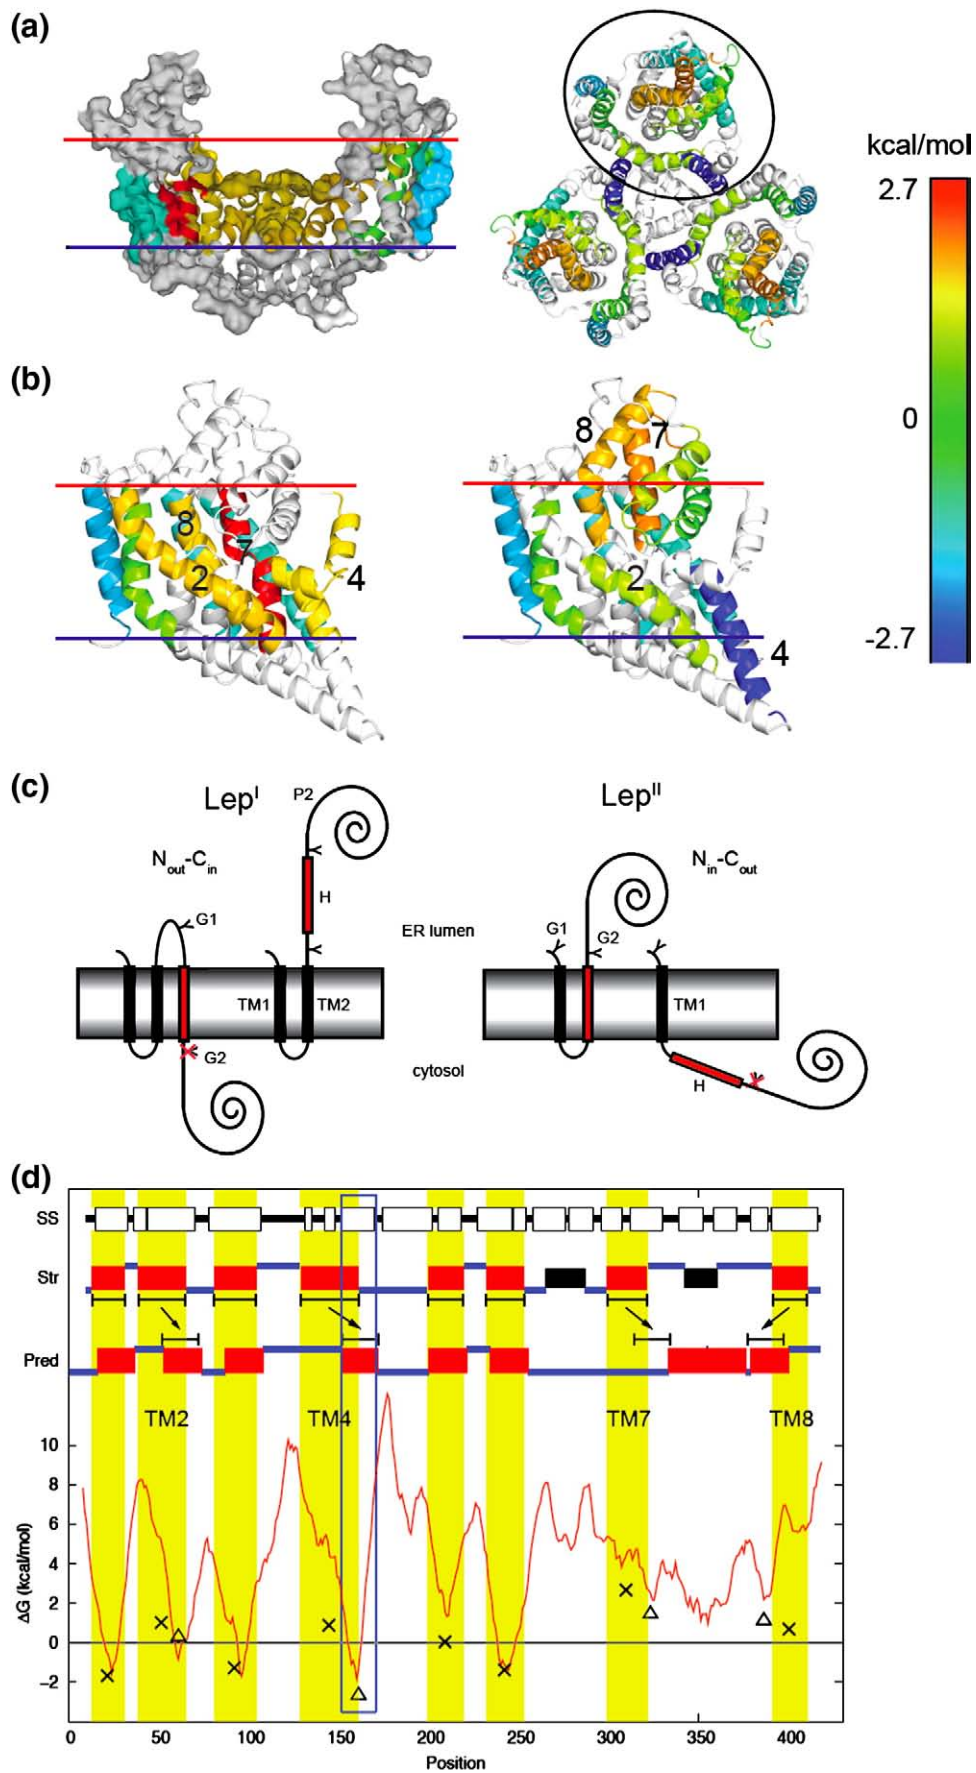 (a)
kcal/mol
2.7
0
-2.7
(b)
8
7
2
4
8
7
2
4
(c)
Lep^I
P2
Lep^II
N_out-C_in
N_in-C_out
H
G1
ER lumen
G1
G2
TM1
TM2
TM1
G2
cytosol
H
(d)
SS
Str
Pred
TM2
TM4
TM7
TM8
10
8
6
4
2
0
−2
ΔG (kcal/mol)
0
50
100
150
200
250
300
350
400
Position